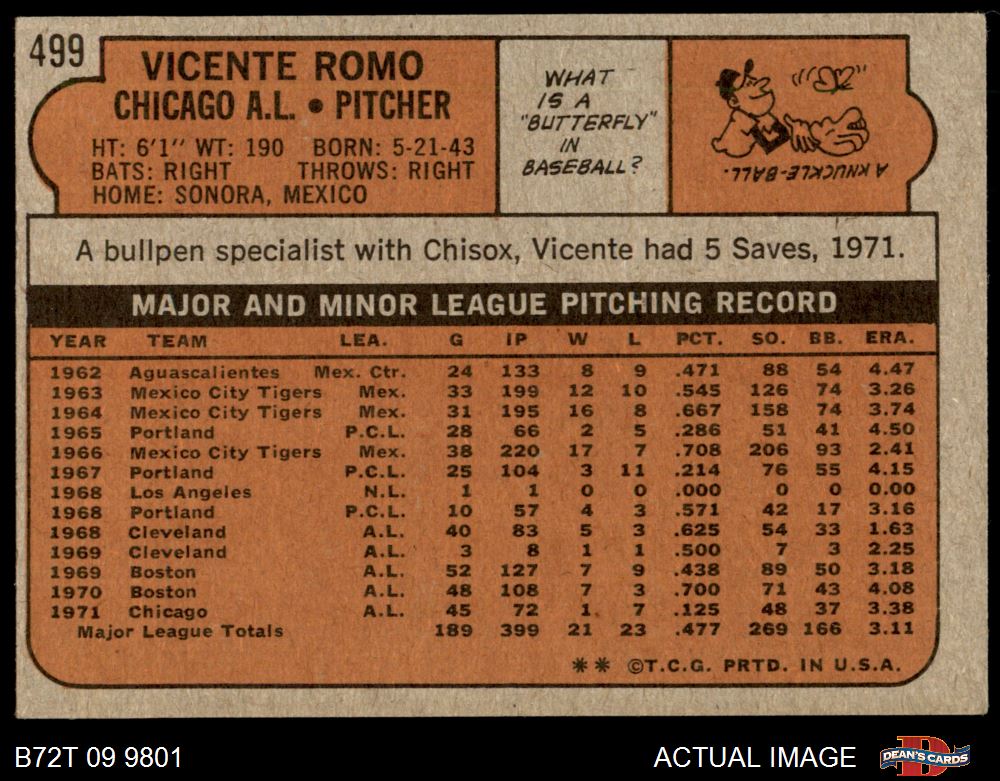 499
VICENTE ROMO
CHICAGO A.L. • PITCHER
HT: 6'1" WT: 190 BORN: 5-21-43
BATS: RIGHT THROWS: RIGHT
HOME: SONORA, MEXICO
WHAT
IS A
"BUTTERFLY"
IN
BASEBALL?
A KNUCKLE-BALL.
A bullpen specialist with Chisox, Vicente had 5 Saves, 1971.
MAJOR AND MINOR LEAGUE PITCHING RECORD
YEAR TEAM LEA. G IP W L PCT. SO. BB. ERA.
1962 Aguascalientes Mex. Ctr. 24 133 8 9 .471 88 54 4.47
1963 Mexico City Tigers Mex. 33 199 12 10 .545 126 74 3.26
1964 Mexico City Tigers Mex. 31 195 16 8 .667 158 74 3.74
1965 Portland P.C.L. 28 66 2 5 .286 51 41 4.50
1966 Mexico City Tigers Mex. 38 220 17 7 .708 206 93 2.41
1967 Portland P.C.L. 25 104 3 11 .214 76 55 4.15
1968 Los Angeles N.L. 1 1 0 0 .000 0 0 0.00
1968 Portland P.C.L. 10 57 4 3 .571 42 17 3.16
1968 Cleveland A.L. 40 83 5 3 .625 54 33 1.63
1969 Cleveland A.L. 3 8 1 1 .500 7 3 2.25
1969 Boston A.L. 52 127 7 9 .438 89 50 3.18
1970 Boston A.L. 48 108 7 3 .700 71 43 4.08
1971 Chicago A.L. 45 72 1 7 .125 48 37 3.38
Major League Totals 189 399 21 23 .477 269 166 3.11
** ©T.C.G. PRTD. IN U.S.A.
B72T 09 9801 ACTUAL IMAGE DEAN'S CARDS